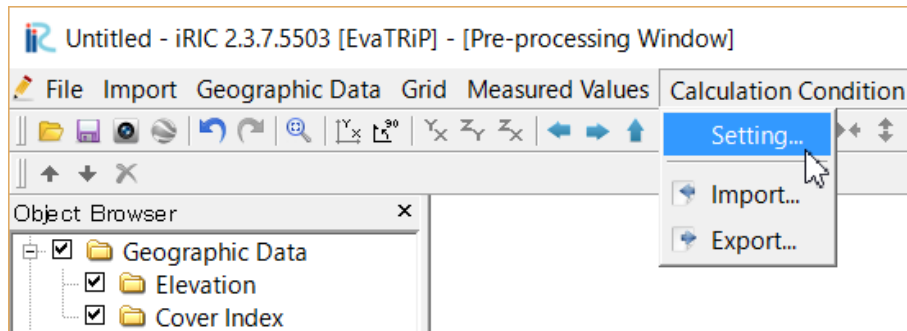 Untitled - iRIC 2.3.7.5503 [EvaTRiP] - [Pre-processing Window]
File Import Geographic Data Grid Measured Values Calculation Condition
Setting...
Import...
Export...
Object Browser
Geographic Data
Elevation
Cover Index